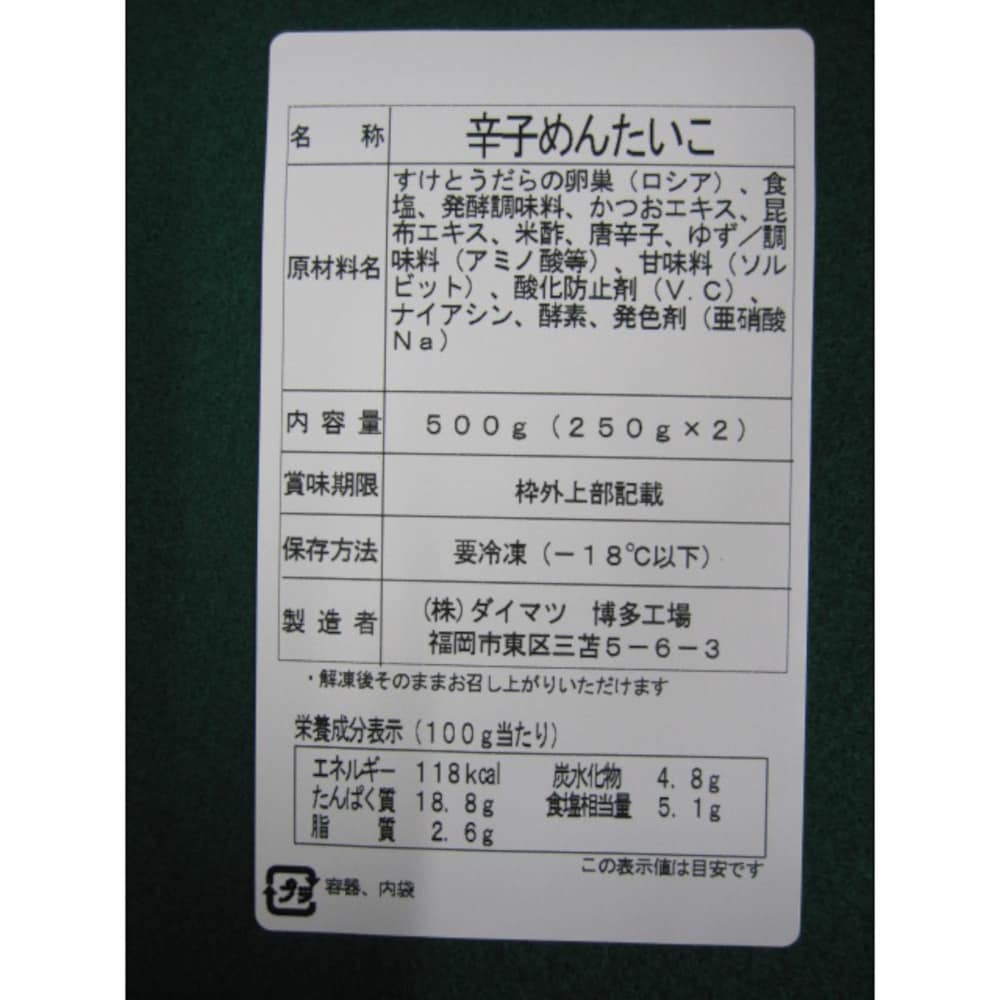 名称 辛子めんたいこ
原材料名 すけとうだらの卵巣（ロシア）、食
塩、発酵調味料、かつおエキス、昆
布エキス、米酢、唐辛子、ゆず／調
味料（アミノ酸等）、甘味料（ソル
ビット）、酸化防止剤（V.C）、
ナイアシン、酵素、発色剤（亜硝酸
Na）
内容量 500g（250g×2）
賞味期限 枠外上部記載
保存方法 要冷凍（－18℃以下）
製造者 (株)ダイマツ 博多工場
福岡市東区三苫5－6－3
・解凍後そのままお召し上がりいただけます
栄養成分表示（100g当たり）
エネルギー 118kcal 炭水化物 4.8g
たんぱく質 18.8g 食塩相当量 5.1g
脂質 2.6g
この表示値は目安です
プラ 容器、内袋